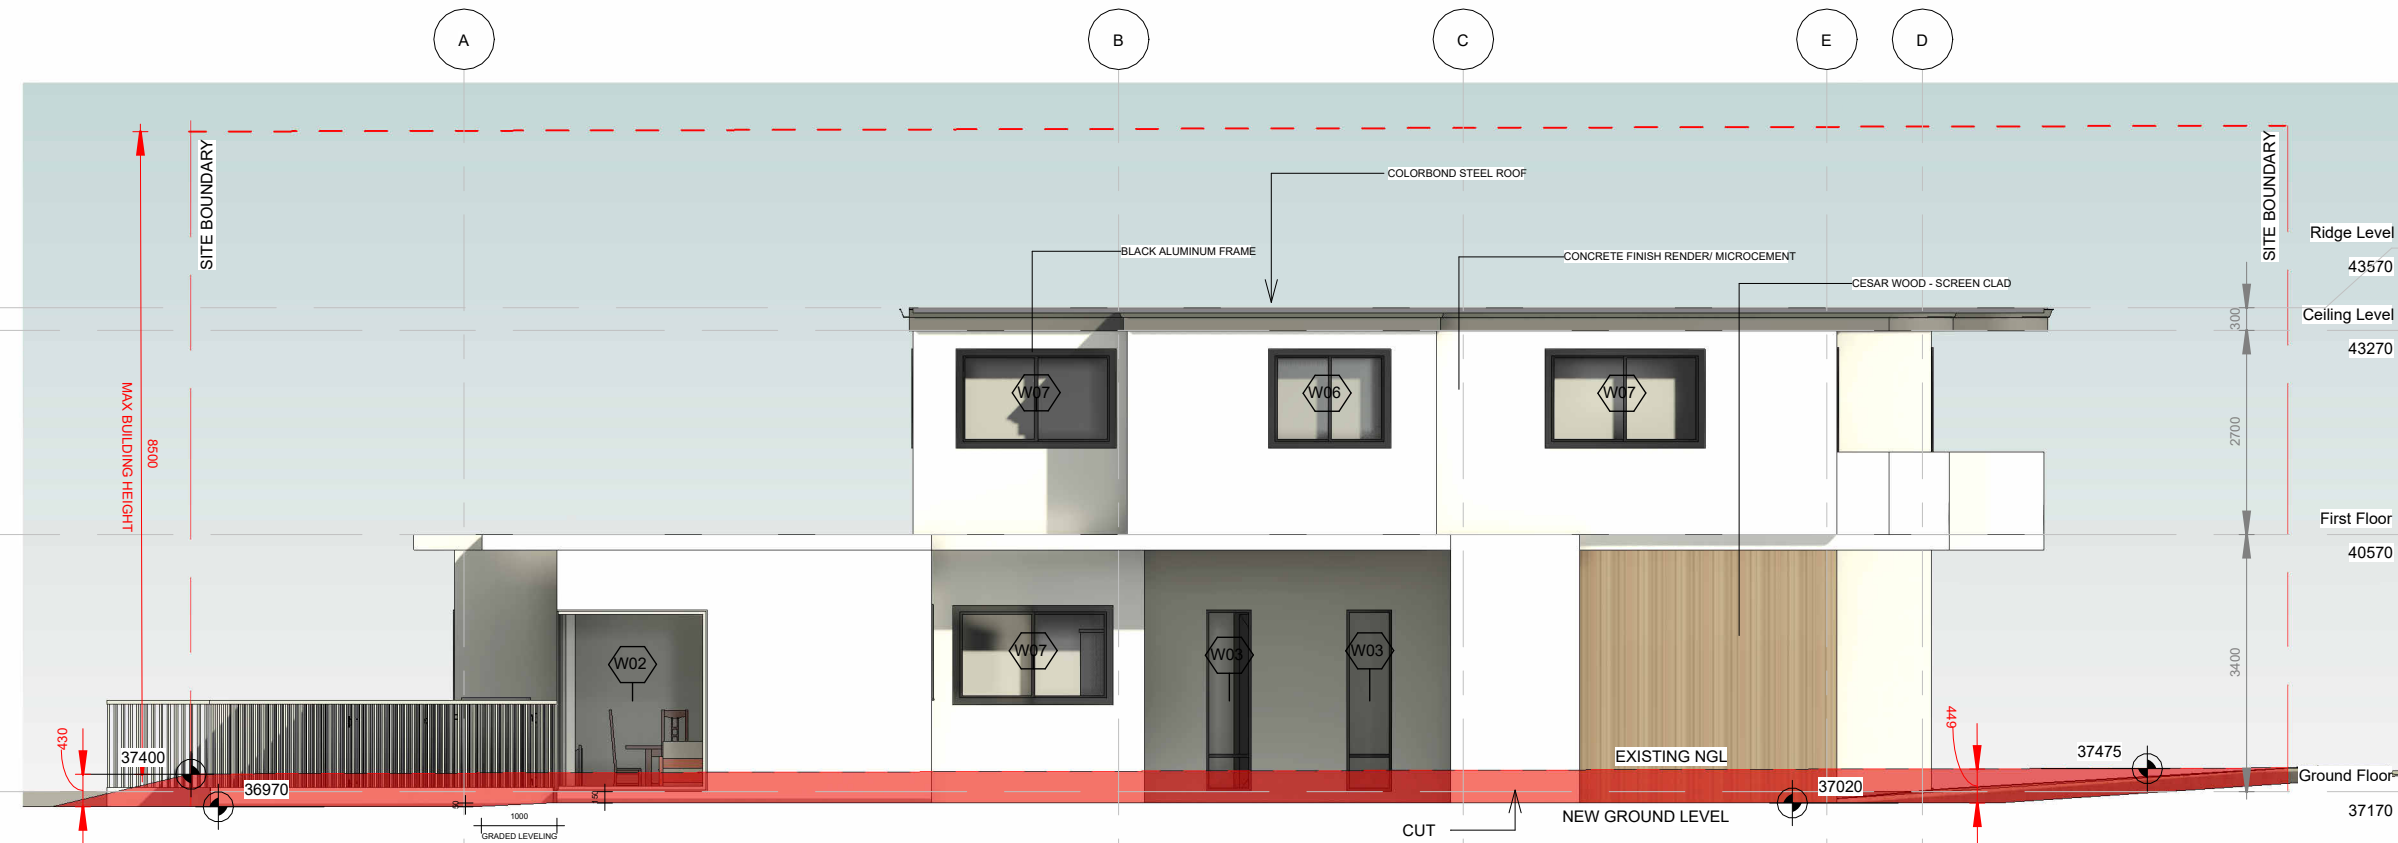 A
B
C
E
D
SITE BOUNDARY
SITE BOUNDARY
COLORBOND STEEL ROOF
BLACK ALUMINUM FRAME
CONCRETE FINISH RENDER/ MICROCEMENT
CESAR WOOD - SCREEN CLAD
Ridge Level
43570
300
Ceiling Level
43270
MAX BUILDING HEIGHT
8500
W07
W06
W07
2700
First Floor
40570
W02
W07
W03
W03
3400
430
37400
36970
EXISTING NGL
449
37475
Ground Floor
37020
37170
50
150
1000
GRADED LEVELING
CUT
NEW GROUND LEVEL